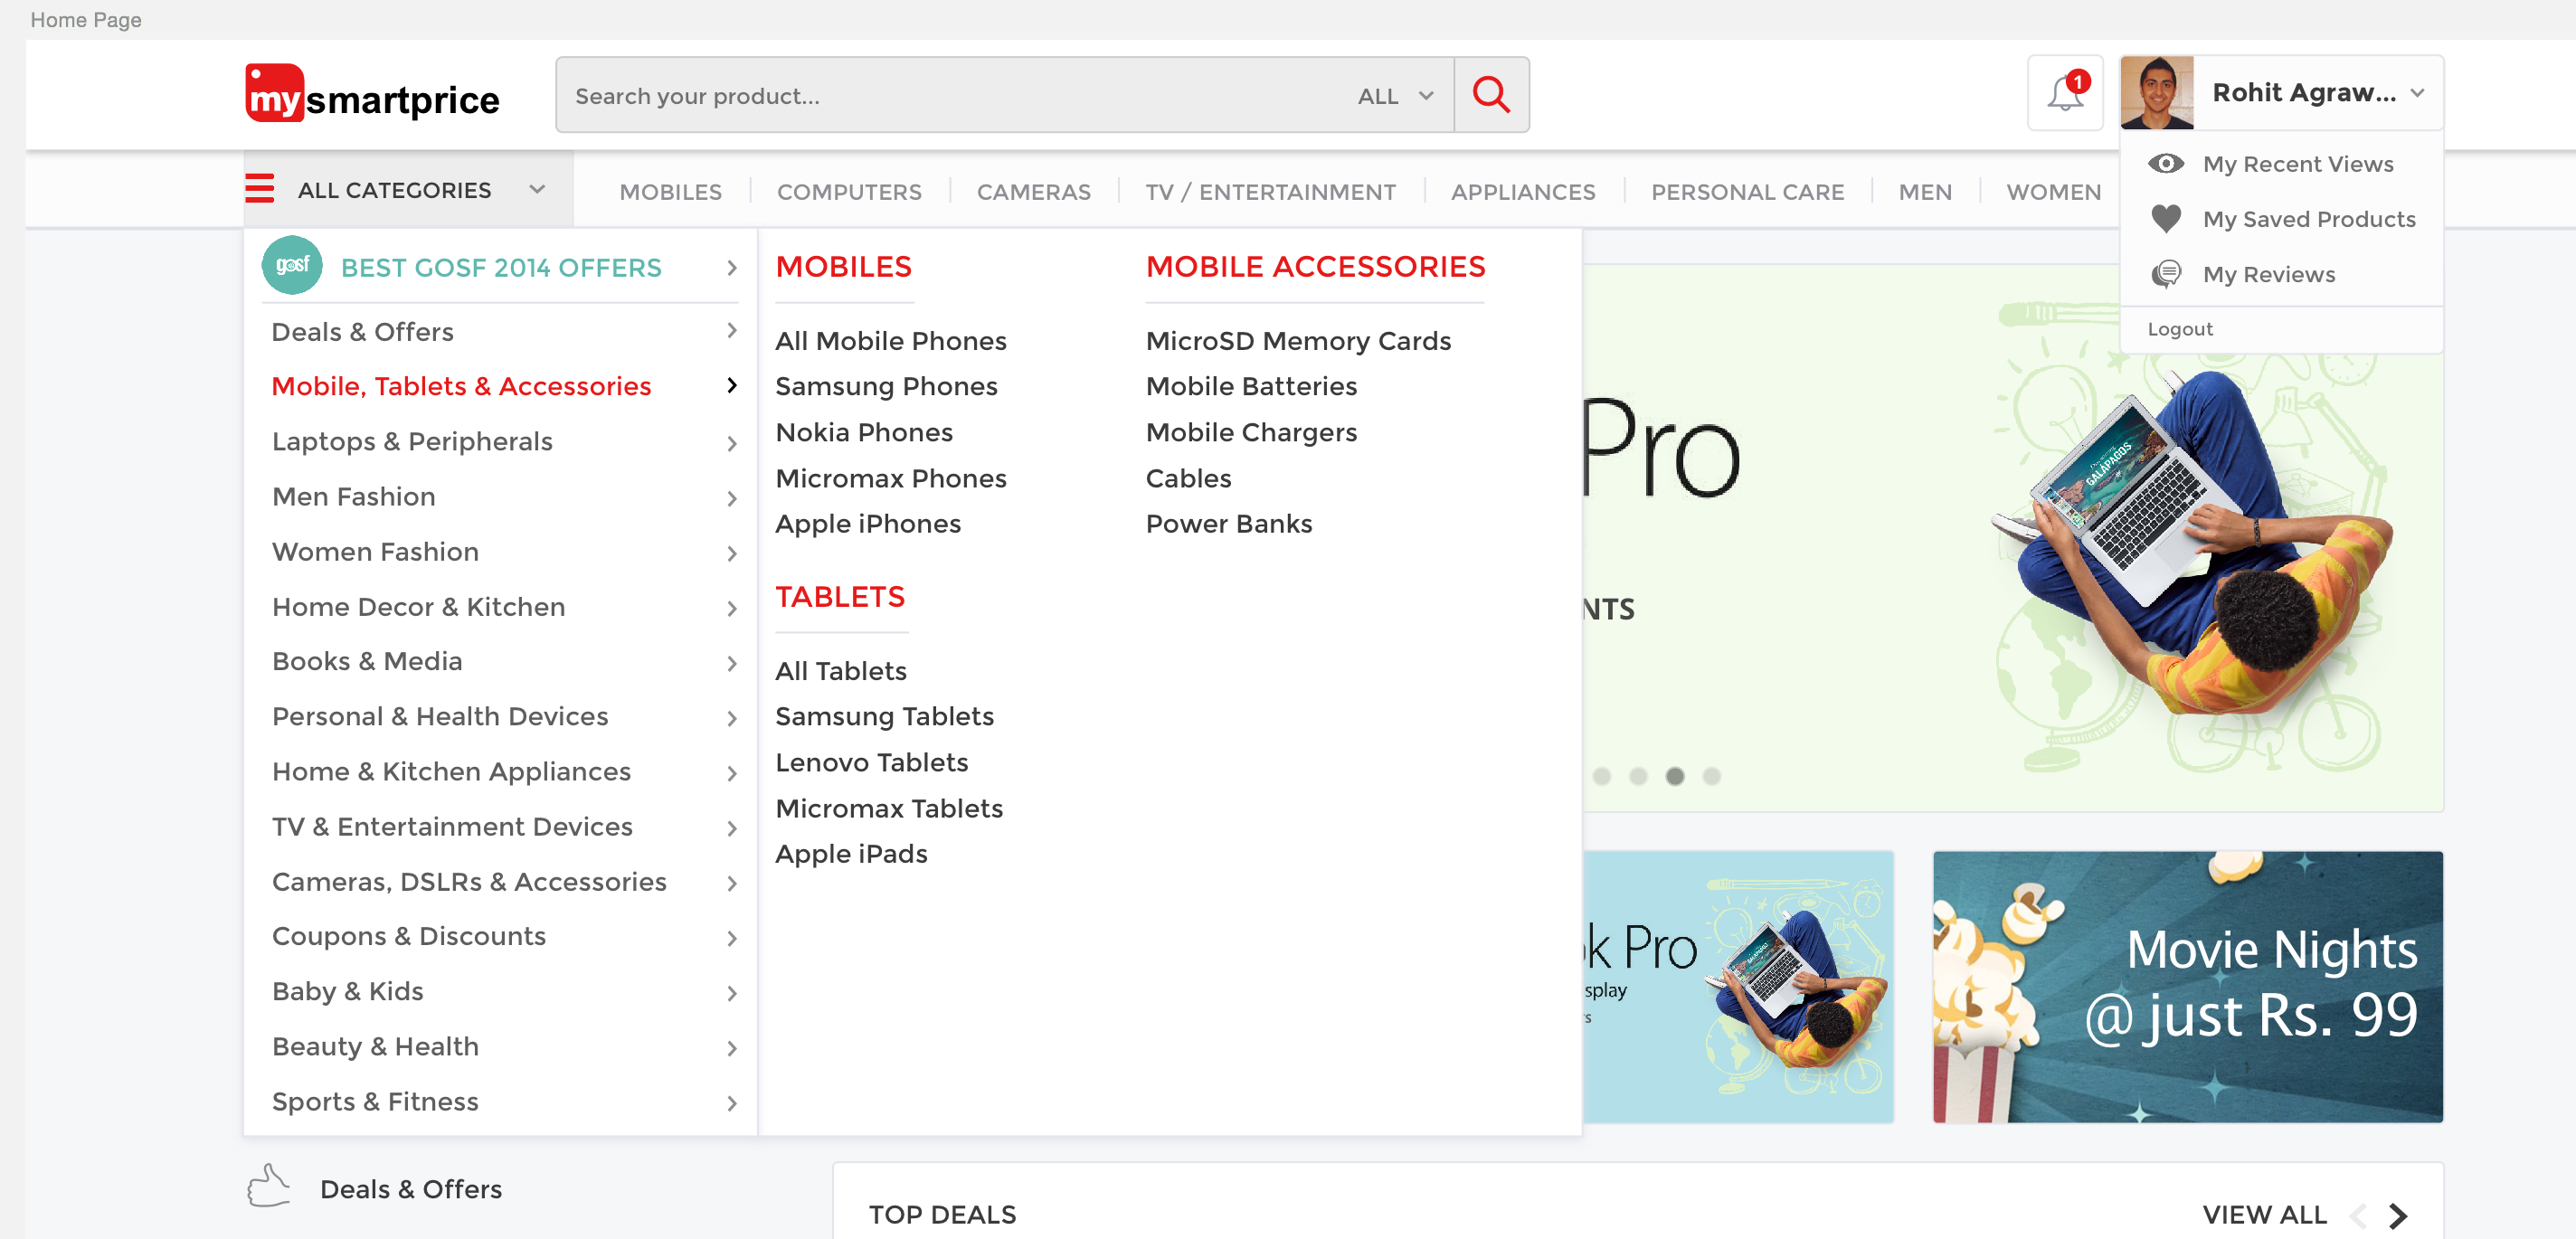 Home Page
mysmartprice
Search your product...
ALL
1
Rohit Agraw...
My Recent Views
My Saved Products
My Reviews
Logout
ALL CATEGORIES
MOBILES
COMPUTERS
CAMERAS
TV / ENTERTAINMENT
APPLIANCES
PERSONAL CARE
MEN
WOMEN
gosf
BEST GOSF 2014 OFFERS
Deals & Offers
Mobile, Tablets & Accessories
Laptops & Peripherals
Men Fashion
Women Fashion
Home Decor & Kitchen
Books & Media
Personal & Health Devices
Home & Kitchen Appliances
TV & Entertainment Devices
Cameras, DSLRs & Accessories
Coupons & Discounts
Baby & Kids
Beauty & Health
Sports & Fitness
MOBILES
All Mobile Phones
Samsung Phones
Nokia Phones
Micromax Phones
Apple iPhones
TABLETS
All Tablets
Samsung Tablets
Lenovo Tablets
Micromax Tablets
Apple iPads
MOBILE ACCESSORIES
MicroSD Memory Cards
Mobile Batteries
Mobile Chargers
Cables
Power Banks
Pro
NTS
GALÁPAGOS
k Pro
splay
rs
Movie Nights
@ just Rs. 99
Deals & Offers
TOP DEALS
VIEW ALL